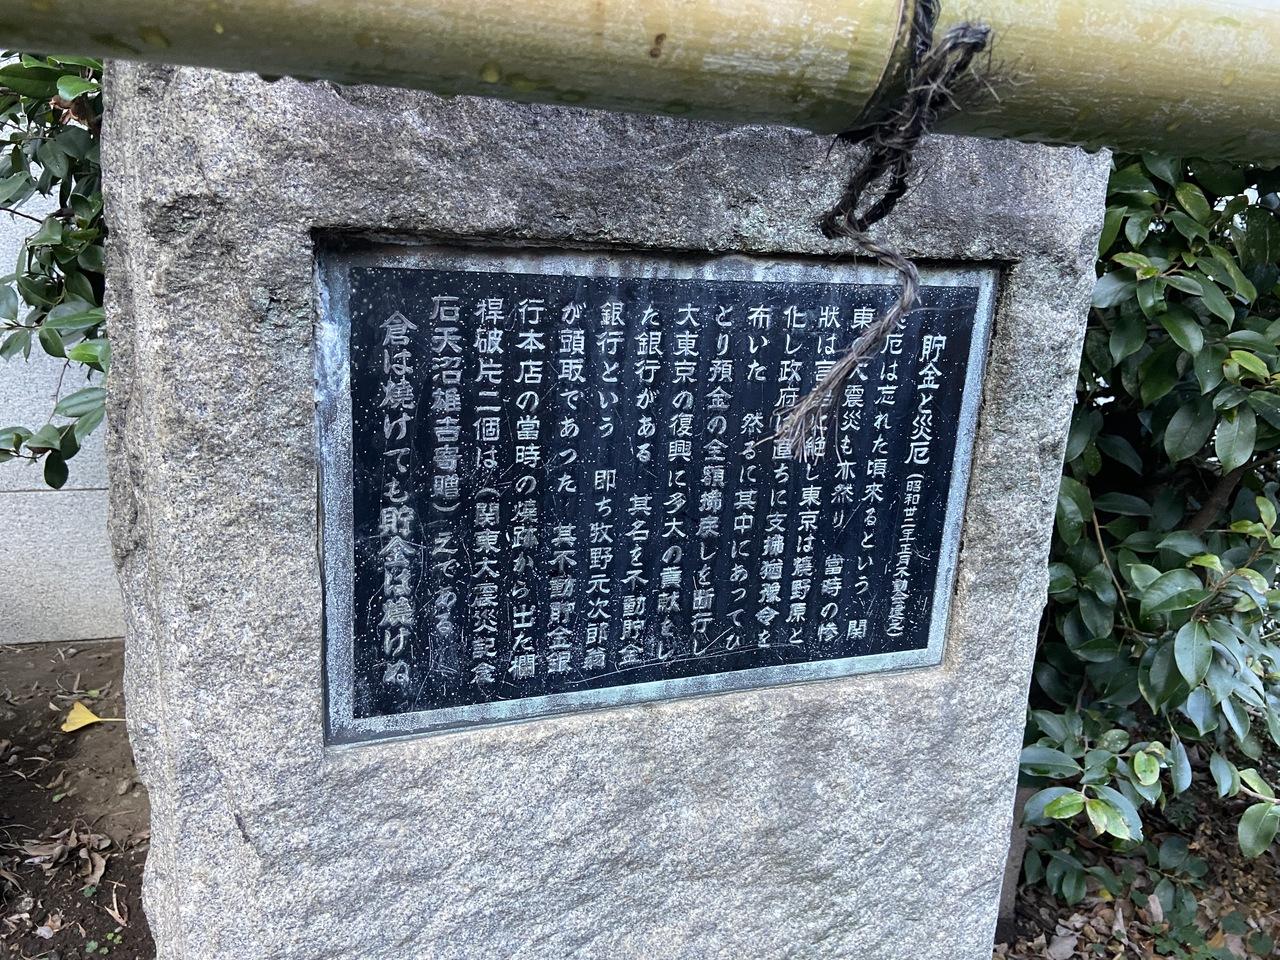 貯金と災厄(昭和廿二年正月不動会建之)
災厄は忘れた頃来るという 関
東大震災も亦然り 當時の惨
状は言に絶し東京は燒野原と
化し政府は直ちに支拂猶豫令を
布いた 然るに其中にあってひ
とり預金の全額拂戻しを断行し
大東京の復興に多大の貢献をし
た銀行がある 其名を不動貯金
銀行という 即ち牧野元次郎翁
が頭取であった 其不動貯金銀
行本店の當時の燒跡から出た欄
桿破片二個は(関東大震災記念
石天沼雄吉寄贈)之である
倉は燒けても貯金は燒けぬ